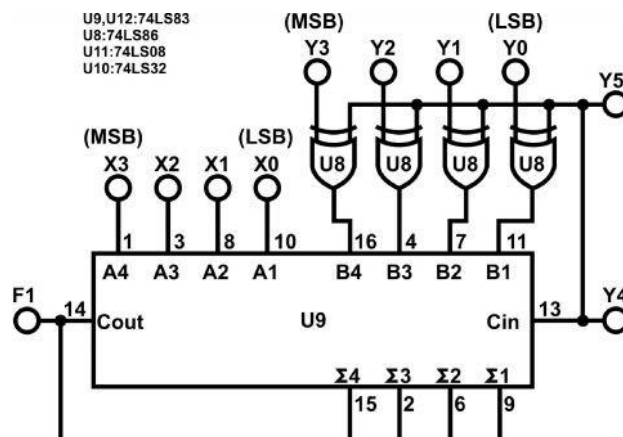 U9,U12:74LS83
U8:74LS86
U11:74LS08
U10:74LS32
(MSB) (LSB)
Y3 Y2 Y1 Y0
Y5
(MSB) (LSB)
X3 X2 X1 X0
U8 U8 U8 U8
1 3 8 10 16 4 7 11
A4 A3 A2 A1 B4 B3 B2 B1
F1 14 13 Y4
Cout U9 Cin
Σ4 Σ3 Σ2 Σ1
15 2 6 9